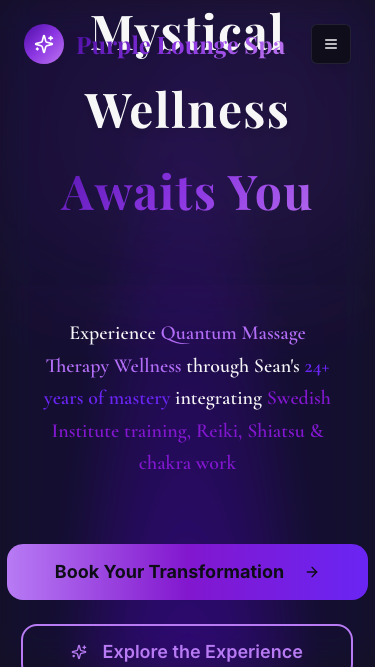 Mystical
Purple Lounge Spa
Wellness
Awaits You
Experience Quantum Massage
Therapy Wellness through Sean's 24+
years of mastery integrating Swedish
Institute training, Reiki, Shiatsu &
chakra work
Book Your Transformation
Explore the Experience